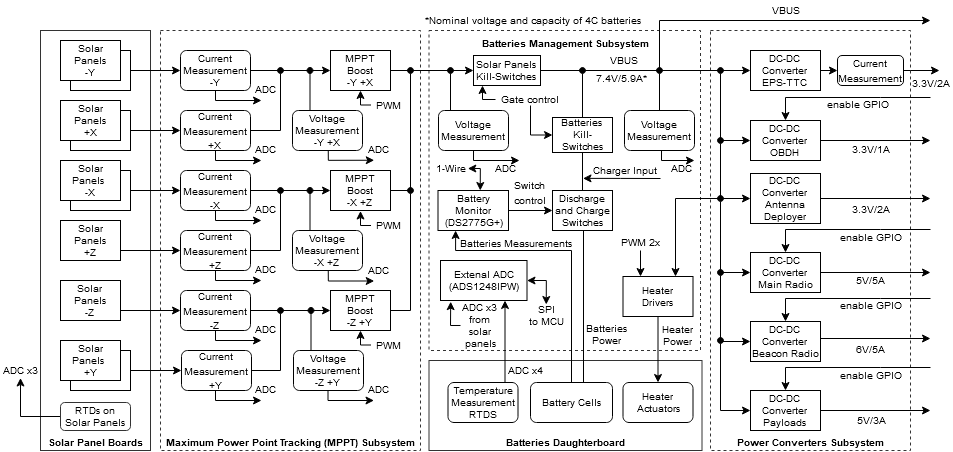 *Nominal voltage and capacity of 4C batteries
VBUS
Solar
Panels
-Y
Solar
Panels
+X
Solar
Panels
-X
Solar
Panels
+Z
Solar
Panels
-Z
Solar
Panels
+Y
ADC x3
RTDs on
Solar Panels
Solar Panel Boards
Current
Measurement
-Y
ADC
Current
Measurement
+X
ADC
MPPT
Boost
-Y +X
PWM
Voltage
Measurement
-Y +X
ADC
Current
Measurement
-X
ADC
Current
Measurement
+Z
ADC
MPPT
Boost
-X +Z
PWM
Voltage
Measurement
-X +Z
ADC
Current
Measurement
-Z
ADC
Current
Measurement
+Y
ADC
MPPT
Boost
-Z +Y
PWM
Voltage
Measurement
-Z +Y
ADC
Maximum Power Point Tracking (MPPT) Subsystem
Batteries Management Subsystem
Solar Panels
Kill-Switches
VBUS
7.4V/5.9A*
Gate control
Voltage
Measurement
ADC
Batteries
Kill-
Switches
Voltage
Measurement
ADC
1-Wire
Charger Input
Battery
Monitor
(DS2775G+)
Switch
control
Discharge
and Charge
Switches
Batteries Measurements
PWM 2x
Extenal ADC
(ADS1248IPW)
ADC x3
from
solar
panels
SPI
to MCU
Heater
Drivers
Batteries
Power
Heater
Power
ADC x4
Temperature
Measurement
RTDS
Battery Cells
Heater
Actuators
Batteries Daughterboard
DC-DC
Converter
EPS-TTC
Current
Measurement
3.3V/2A
enable GPIO
DC-DC
Converter
OBDH
3.3V/1A
DC-DC
Converter
Antenna
Deployer
3.3V/2A
enable GPIO
DC-DC
Converter
Main Radio
5V/5A
enable GPIO
DC-DC
Converter
Beacon Radio
6V/5A
enable GPIO
DC-DC
Converter
Payloads
5V/3A
Power Converters Subsystem